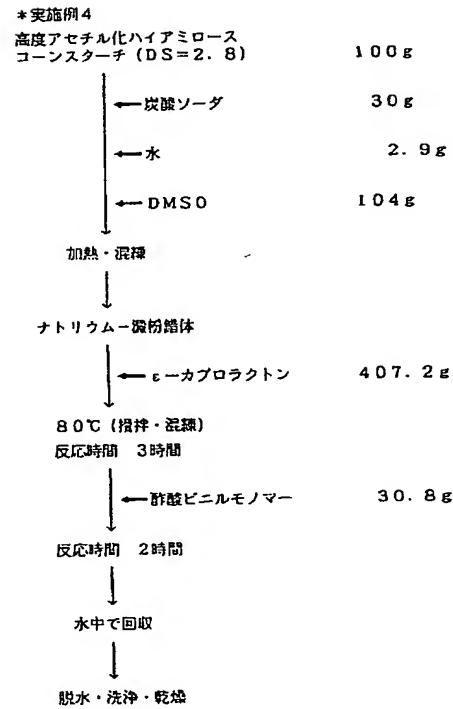 *実施例4
高度アセチル化ハイアミロース
コーンスターチ（DS=2．8） 100g
炭酸ソーダ 30g
水 2．9g
DMSO 104g
加熱・混練
ナトリウムー澱粉錯体
ε－カプロラクトン 407．2g
80℃（撹拌・混練）
反応時間 3時間
酢酸ビニルモノマー 30．8g
反応時間 2時間
水中で回収
脱水・洗浄・乾燥